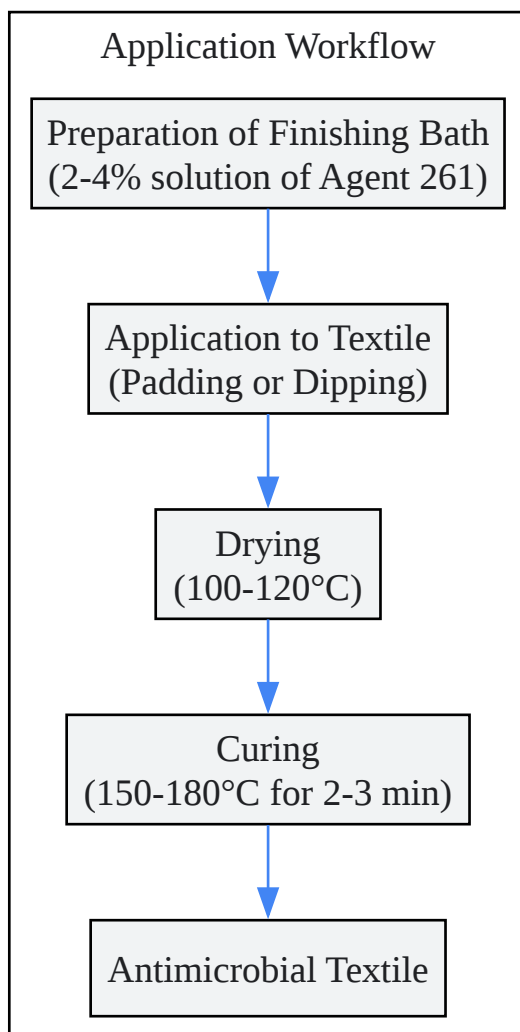 Application Workflow
Preparation of Finishing Bath
(2-4% solution of Agent 261)
Application to Textile
(Padding or Dipping)
Drying
(100-120°C)
Curing
(150-180°C for 2-3 min)
Antimicrobial Textile